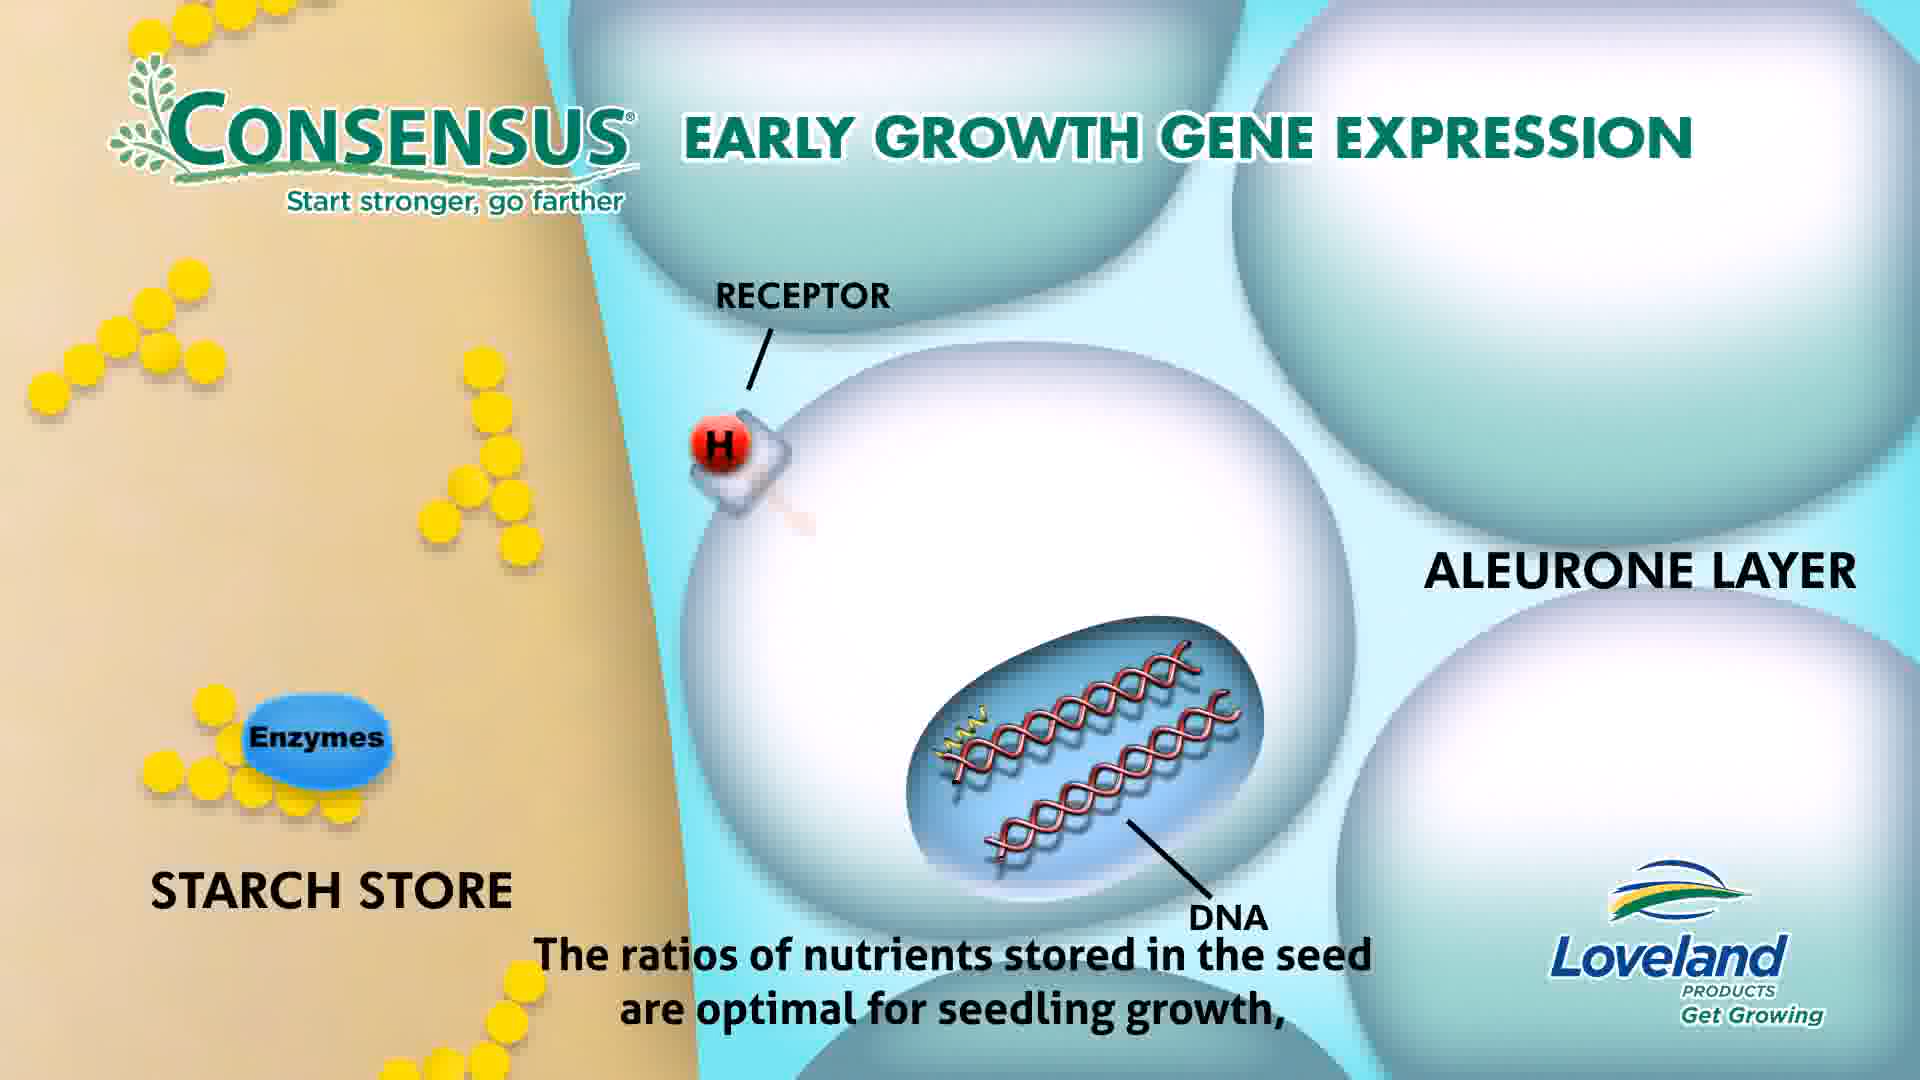 CONSENSUS®
Start stronger, go farther
EARLY GROWTH GENE EXPRESSION
RECEPTOR
H
ALEURONE LAYER
Enzymes
STARCH STORE
DNA
The ratios of nutrients stored in the seed
are optimal for seedling growth,
Loveland
PRODUCTS
Get Growing